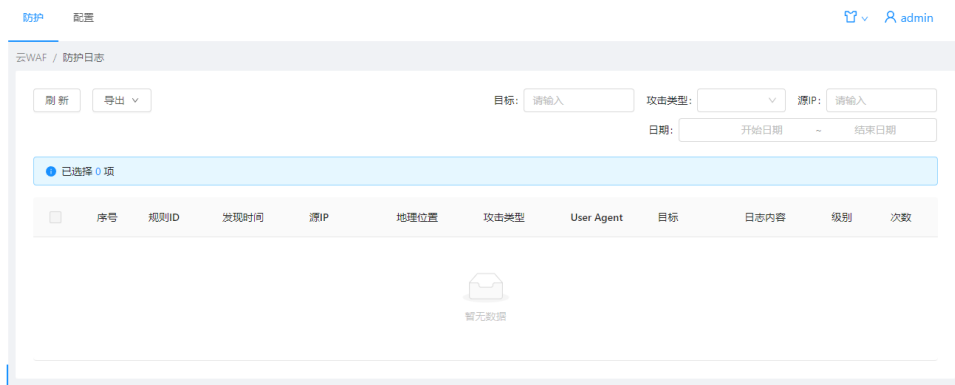 防护 配置 admin
云WAF / 防护日志
刷新 导出 目标: 请输入 攻击类型: 源IP: 请输入
日期: 开始日期 ~ 结束日期
已选择 0 项
序号 规则ID 发现时间 源IP 地理位置 攻击类型 User Agent 目标 日志内容 级别 次数
暂无数据